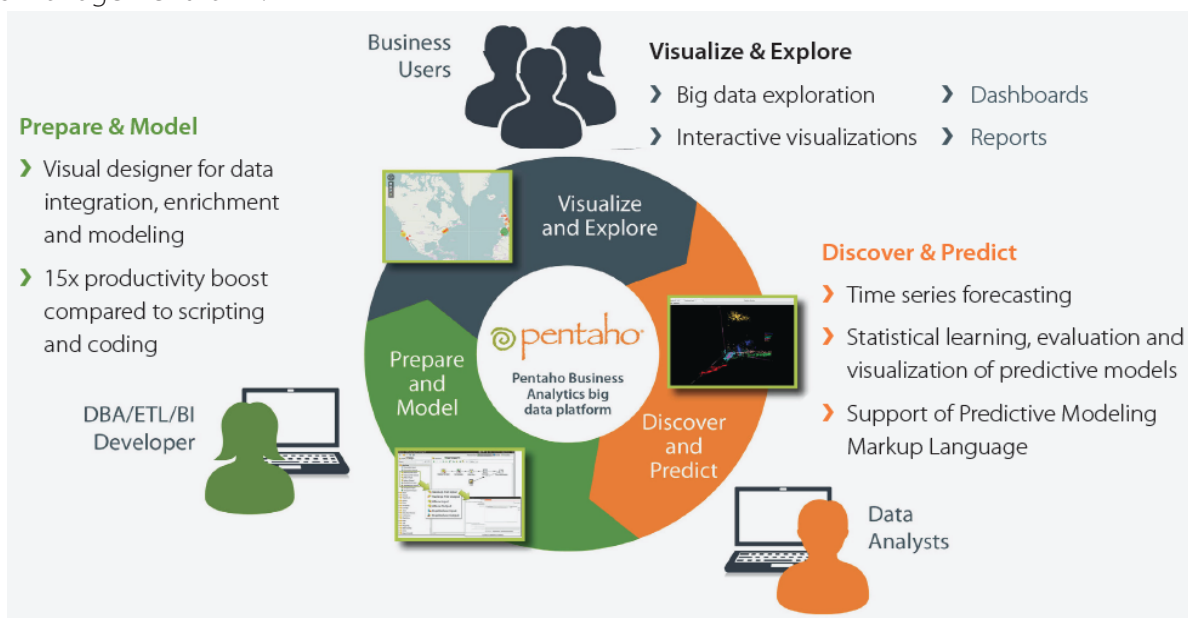 Business
Users
Visualize & Explore
❯ Big data exploration
❯ Dashboards
❯ Interactive visualizations
❯ Reports
Prepare & Model
❯ Visual designer for data
integration, enrichment
and modeling
❯ 15x productivity boost
compared to scripting
and coding
DBA/ETL/BI
Developer
Visualize
and Explore
Prepare
and
Model
pentaho
Pentaho Business
Analytics big
data platform
Discover
and
Predict
Discover & Predict
❯ Time series forecasting
❯ Statistical learning, evaluation and
visualization of predictive models
❯ Support of Predictive Modeling
Markup Language
Data
Analysts